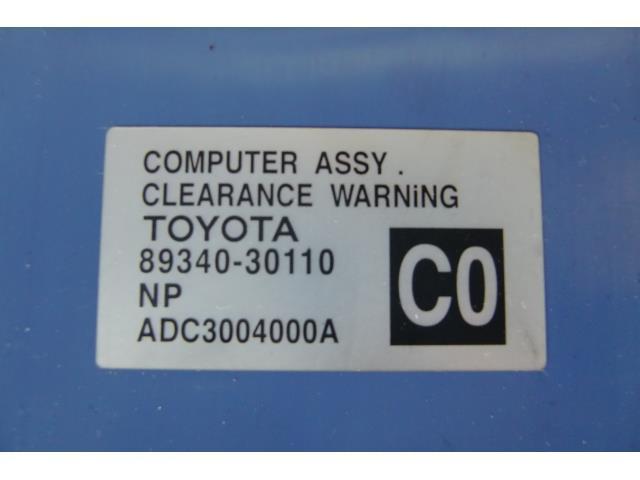 COMPUTER ASSY.
CLEARANCE WARNiNG
TOYOTA
89340-30110
NP
ADC3004000A
C0